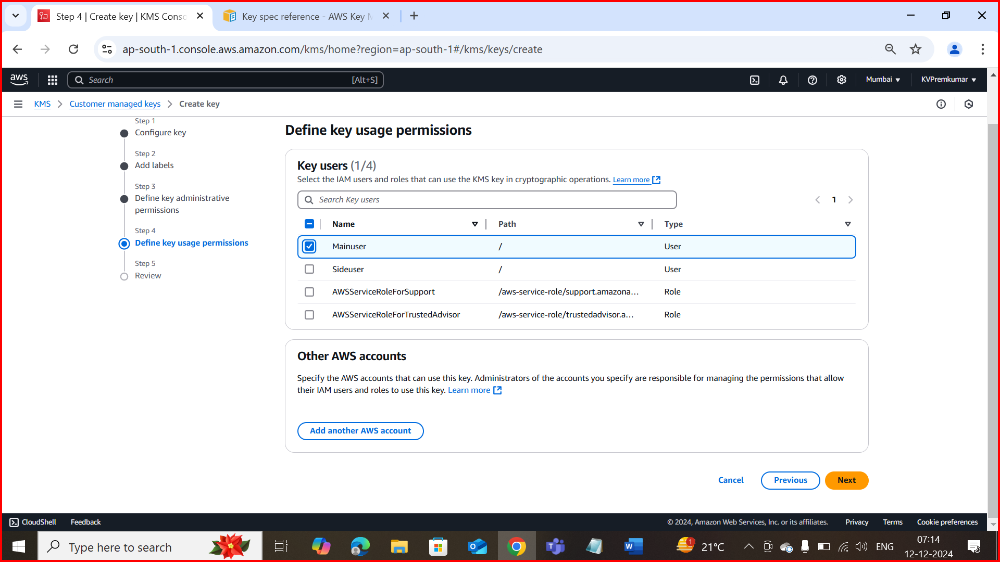 Step 4 | Create key | KMS Consc
Key spec reference - AWS Key M
ap-south-1.console.aws.amazon.com/kms/home?region=ap-south-1#/kms/keys/create
aws
Search
[Alt+S]
Mumbai
KVPremkumar
KMS
Customer managed keys
Create key
Step 1
Configure key
Step 2
Add labels
Step 3
Define key administrative
permissions
Step 4
Define key usage permissions
Step 5
Review
Define key usage permissions
Key users (1/4)
Select the IAM users and roles that can use the KMS key in cryptographic operations. Learn more
Search Key users
1
Name
Path
Type
Mainuser
/
User
Sideuser
/
User
AWSServiceRoleForSupport
/aws-service-role/support.amazona...
Role
AWSServiceRoleForTrustedAdvisor
/aws-service-role/trustedadvisor.a...
Role
Other AWS accounts
Specify the AWS accounts that can use this key. Administrators of the accounts you specify are responsible for managing the permissions that allow
their IAM users and roles to use this key. Learn more
Add another AWS account
Cancel
Previous
Next
CloudShell
Feedback
© 2024, Amazon Web Services, Inc. or its affiliates.
Privacy
Terms
Cookie preferences
Type here to search
1
21°C
ENG
07:14
12-12-2024